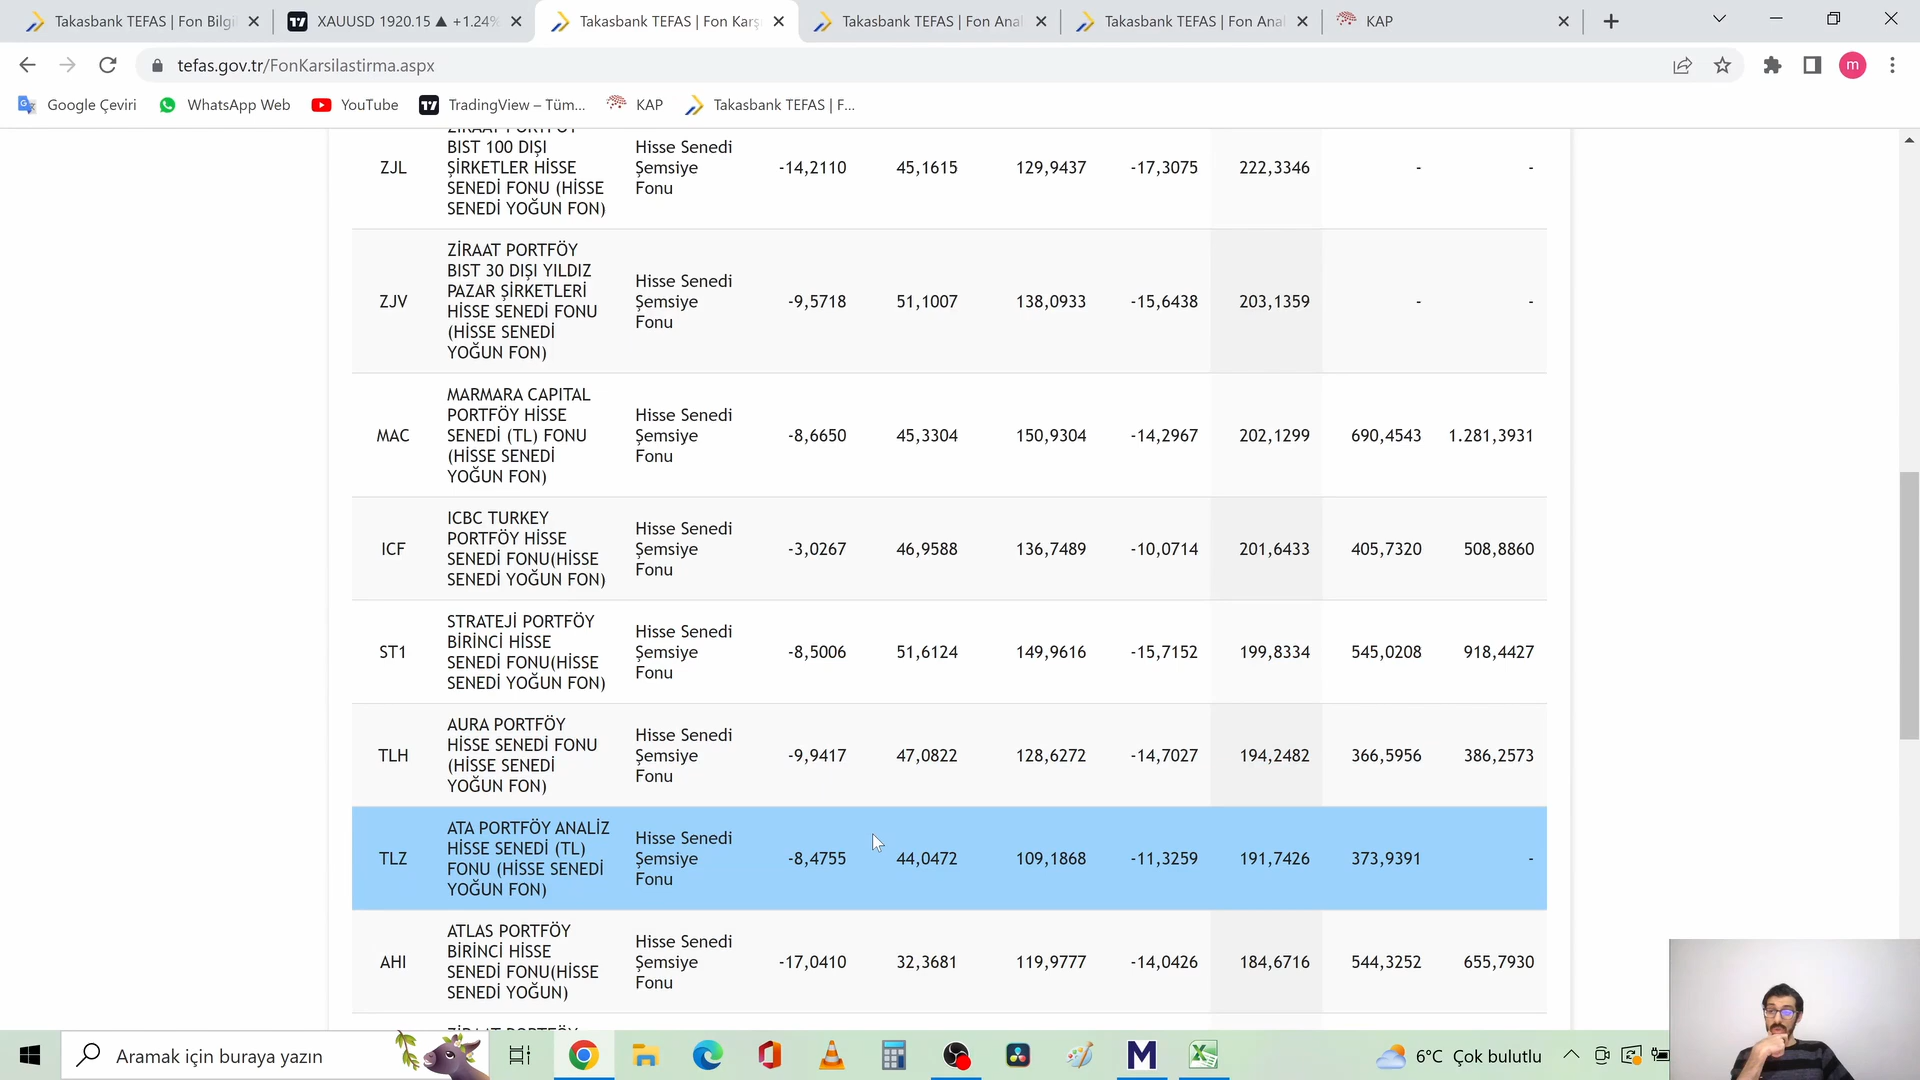 Takasbank TEFAS | Fon Bilgi
XAUUSD 1920.15 ▲ +1.24%
Takasbank TEFAS | Fon Karş
Takasbank TEFAS | Fon Anal
Takasbank TEFAS | Fon Anal
KAP
tefas.gov.tr/FonKarsilastirma.aspx
m
Google Çeviri
WhatsApp Web
YouTube
TradingView – Tüm...
KAP
Takasbank TEFAS | F...
ZJL
ZİRAAT PORTFÖY
BIST 100 DIŞI
ŞİRKETLER HİSSE
SENEDİ FONU (HİSSE
SENEDİ YOĞUN FON)
Hisse Senedi
Şemsiye
Fonu
-14,2110 45,1615 129,9437 -17,3075 222,3346 - -
ZJV
ZİRAAT PORTFÖY
BIST 30 DIŞI YILDIZ
PAZAR ŞİRKETLERİ
HİSSE SENEDİ FONU
(HİSSE SENEDİ
YOĞUN FON)
Hisse Senedi
Şemsiye
Fonu
-9,5718 51,1007 138,0933 -15,6438 203,1359 - -
MAC
MARMARA CAPITAL
PORTFÖY HİSSE
SENEDİ (TL) FONU
(HİSSE SENEDİ
YOĞUN FON)
Hisse Senedi
Şemsiye
Fonu
-8,6650 45,3304 150,9304 -14,2967 202,1299 690,4543 1.281,3931
ICF
ICBC TURKEY
PORTFÖY HİSSE
SENEDİ FONU(HİSSE
SENEDİ YOĞUN FON)
Hisse Senedi
Şemsiye
Fonu
-3,0267 46,9588 136,7489 -10,0714 201,6433 405,7320 508,8860
ST1
STRATEJİ PORTFÖY
BİRİNCİ HİSSE
SENEDİ FONU(HİSSE
SENEDİ YOĞUN FON)
Hisse Senedi
Şemsiye
Fonu
-8,5006 51,6124 149,9616 -15,7152 199,8334 545,0208 918,4427
TLH
AURA PORTFÖY
HİSSE SENEDİ FONU
(HİSSE SENEDİ
YOĞUN FON)
Hisse Senedi
Şemsiye
Fonu
-9,9417 47,0822 128,6272 -14,7027 194,2482 366,5956 386,2573
TLZ
ATA PORTFÖY ANALİZ
HİSSE SENEDİ (TL)
FONU (HİSSE SENEDİ
YOĞUN FON)
Hisse Senedi
Şemsiye
Fonu
-8,4755 44,0472 109,1868 -11,3259 191,7426 373,9391 -
AHI
ATLAS PORTFÖY
BİRİNCİ HİSSE
SENEDİ FONU(HİSSE
SENEDİ YOĞUN)
Hisse Senedi
Şemsiye
Fonu
-17,0410 32,3681 119,9777 -14,0426 184,6716 544,3252 655,7930
ZİRAAT PORTFÖY
Aramak için buraya yazın
6°C Çok bulutlu